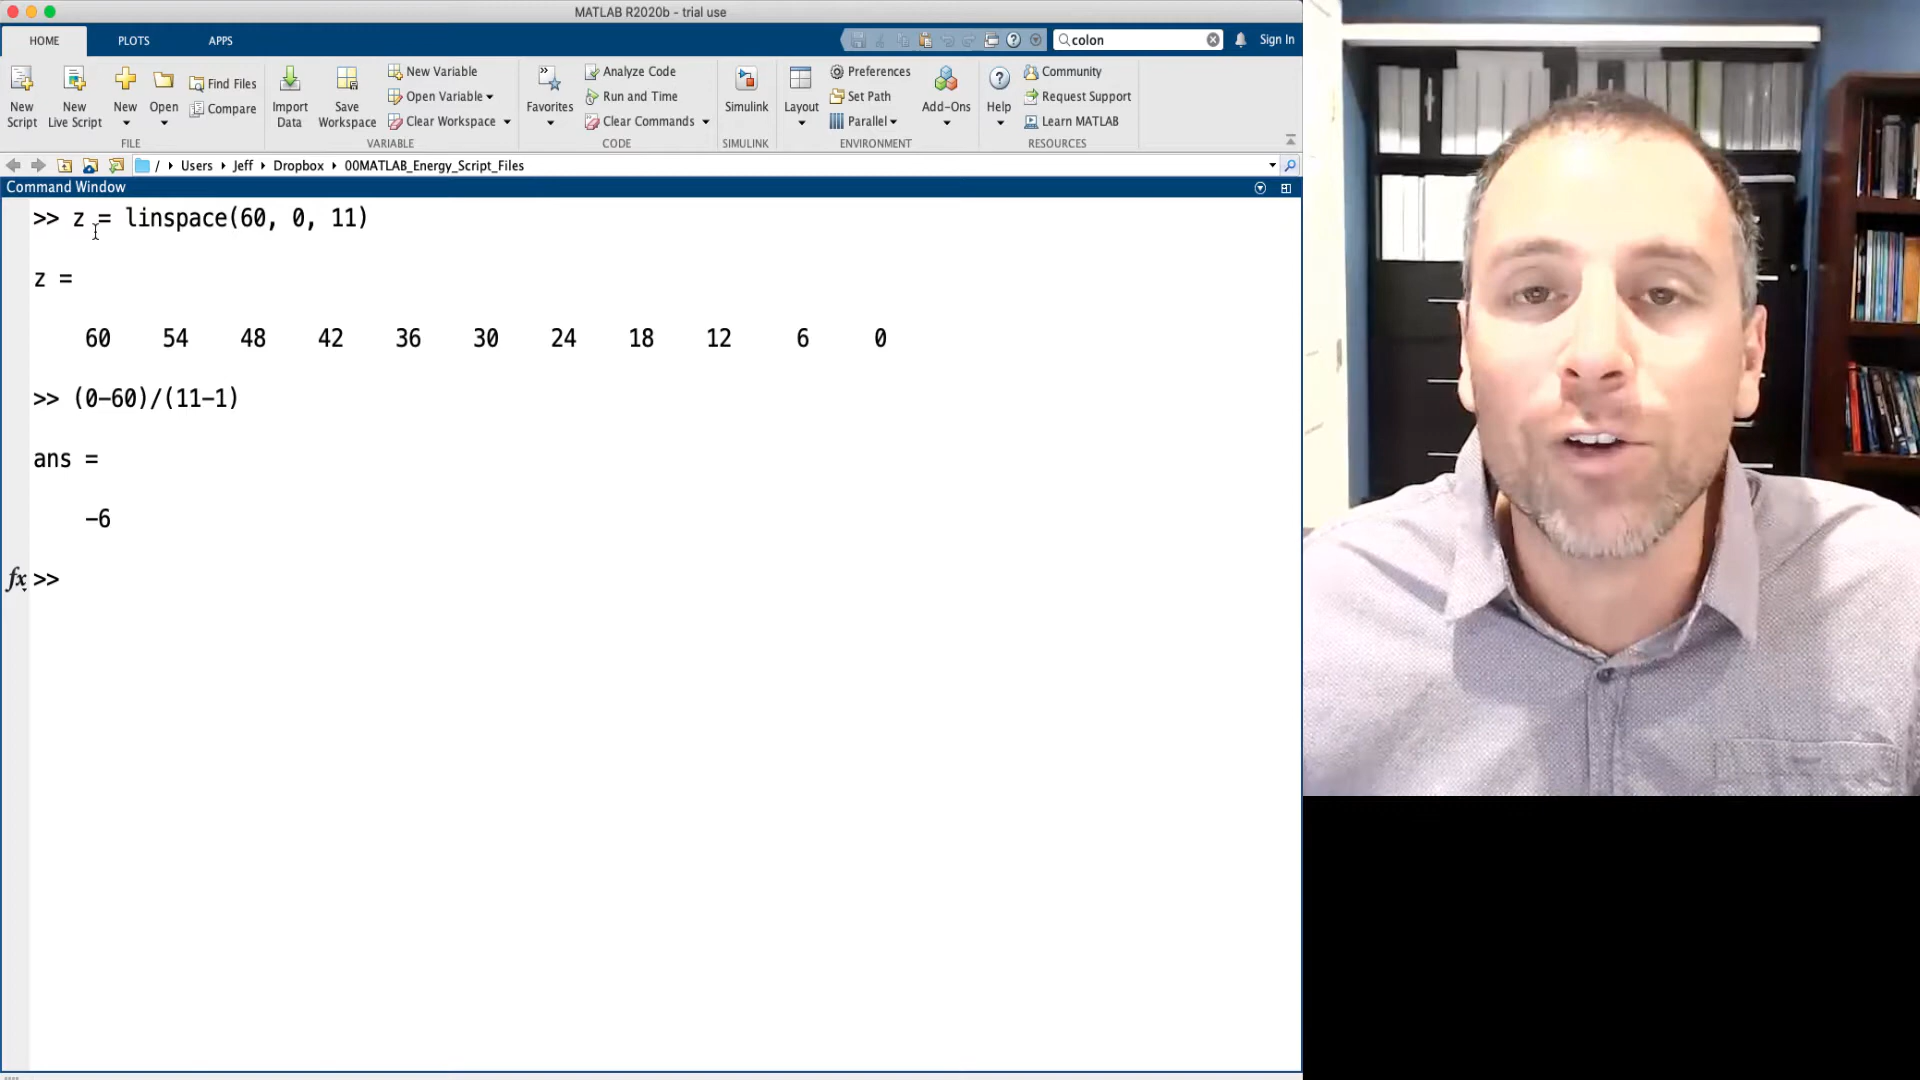 MATLAB R2020b - trial use
HOME PLOTS APPS
colon
Sign In
New Script
New Live Script
New
Open
Find Files
Compare
FILE
Import Data
Save Workspace
New Variable
Open Variable
Clear Workspace
VARIABLE
Favorites
Analyze Code
Run and Time
Clear Commands
CODE
Simulink
SIMULINK
Layout
Preferences
Set Path
Parallel
Add-Ons
ENVIRONMENT
Help
Community
Request Support
Learn MATLAB
RESOURCES
/ Users Jeff Dropbox 00MATLAB_Energy_Script_Files
Command Window
>> z = linspace(60, 0, 11)
z =
60 54 48 42 36 30 24 18 12 6 0
>> (0-60)/(11-1)
ans =
-6
fx >>